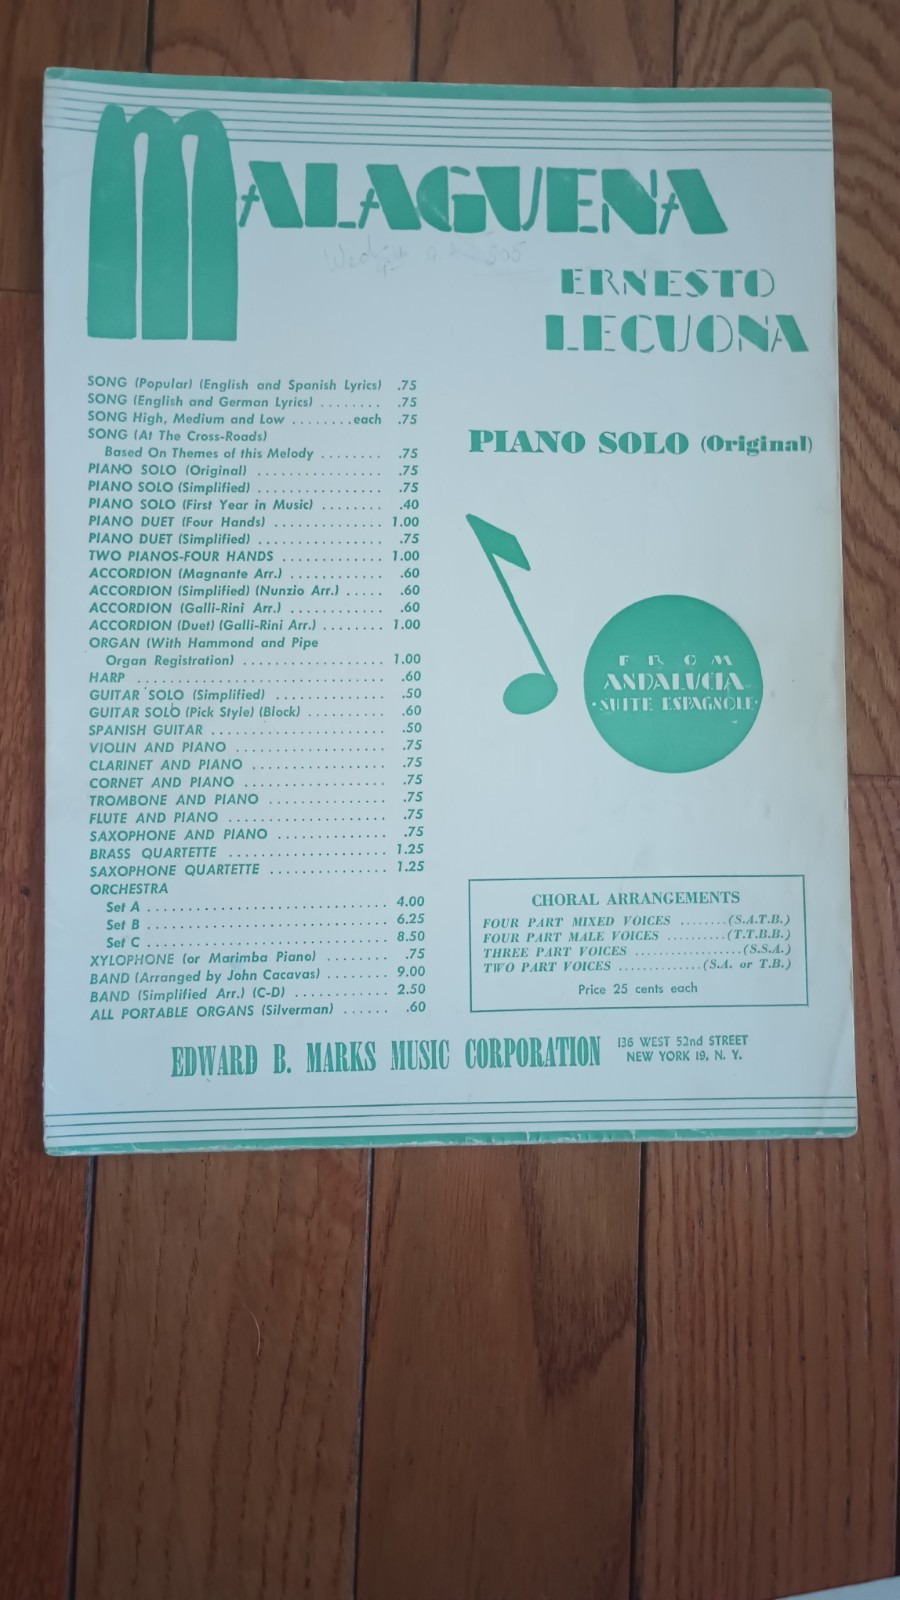 MALAGUENA
ERNESTO
LECUONA
SONG (Popular) (English and Spanish Lyrics) .75
SONG (English and German Lyrics) ........ .75
SONG High, Medium and Low ........each .75
SONG (At The Cross-Roads)
Based On Themes of this Melody ....... .75
PIANO SOLO (Original) ............... .75
PIANO SOLO (Simplified) ............... .75
PIANO SOLO (First Year in Music) ....... .40
PIANO DUET (Four Hands) ............. 1.00
PIANO DUET (Simplified) ............... .75
TWO PIANOS-FOUR HANDS ............ 1.00
ACCORDION (Magnante Arr.) ............ .60
ACCORDION (Simplified) (Nunzio Arr.) ..... .60
ACCORDION (Galli-Rini Arr.) ............ .60
ACCORDION (Duet) (Galli-Rini Arr.) ........ 1.00
ORGAN (With Hammond and Pipe
Organ Registration) ................. 1.00
HARP .............................. .60
GUITAR SOLO (Simplified) ............. .50
GUITAR SOLO (Pick Style) (Block) ......... .60
SPANISH GUITAR ..................... .50
VIOLIN AND PIANO .................. .75
CLARINET AND PIANO ................ .75
CORNET AND PIANO ................. .75
TROMBONE AND PIANO .............. .75
FLUTE AND PIANO ................... .75
SAXOPHONE AND PIANO ............. .75
BRASS QUARTETTE ................... 1.25
SAXOPHONE QUARTETTE .............. 1.25
ORCHESTRA
Set A ............................. 4.00
Set B ............................. 6.25
Set C ............................. 8.50
XYLOPHONE (or Marimba Piano) ........ .75
BAND (Arranged by John Cacavas) ........ 9.00
BAND (Simplified Arr.) (C-D) ............ 2.50
ALL PORTABLE ORGANS (Silverman) ...... .60
PIANO SOLO (Original)
FROM
ANDALUCIA
·SUITE ESPAGNOLE·
CHORAL ARRANGEMENTS
FOUR PART MIXED VOICES ........(S.A.T.B.)
FOUR PART MALE VOICES ..........(T.T.B.B.)
THREE PART VOICES ..................(S.S.A.)
TWO PART VOICES ..............(S.A. or T.B.)
Price 25 cents each
EDWARD B. MARKS MUSIC CORPORATION
136 WEST 52nd STREET
NEW YORK 19, N. Y.